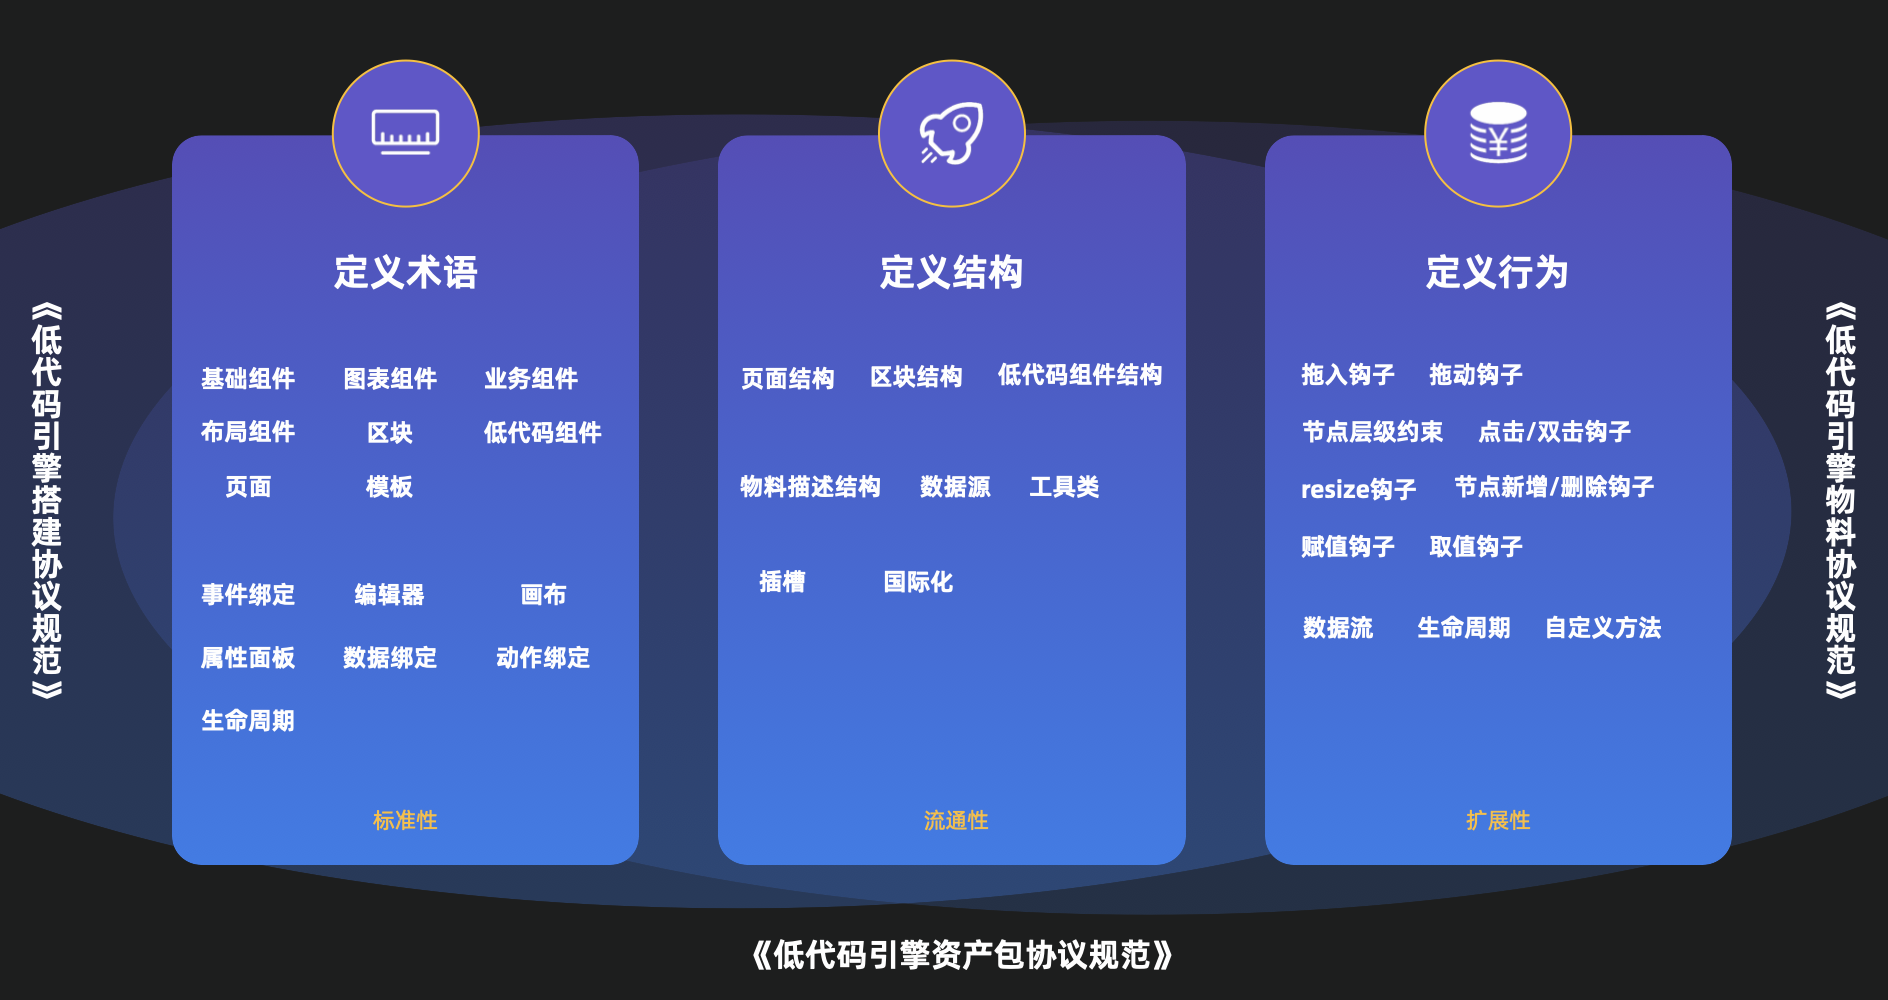 《低代码引擎搭建协议规范》
定义术语
基础组件 图表组件 业务组件
布局组件 区块 低代码组件
页面 模板
事件绑定 编辑器 画布
属性面板 数据绑定 动作绑定
生命周期
标准性
定义结构
页面结构 区块结构 低代码组件结构
物料描述结构 数据源 工具类
插槽 国际化
流通性
定义行为
拖入钩子 拖动钩子
节点层级约束 点击/双击钩子
resize钩子 节点新增/删除钩子
赋值钩子 取值钩子
数据流 生命周期 自定义方法
扩展性
《低代码引擎物料协议规范》
《低代码引擎资产包协议规范》